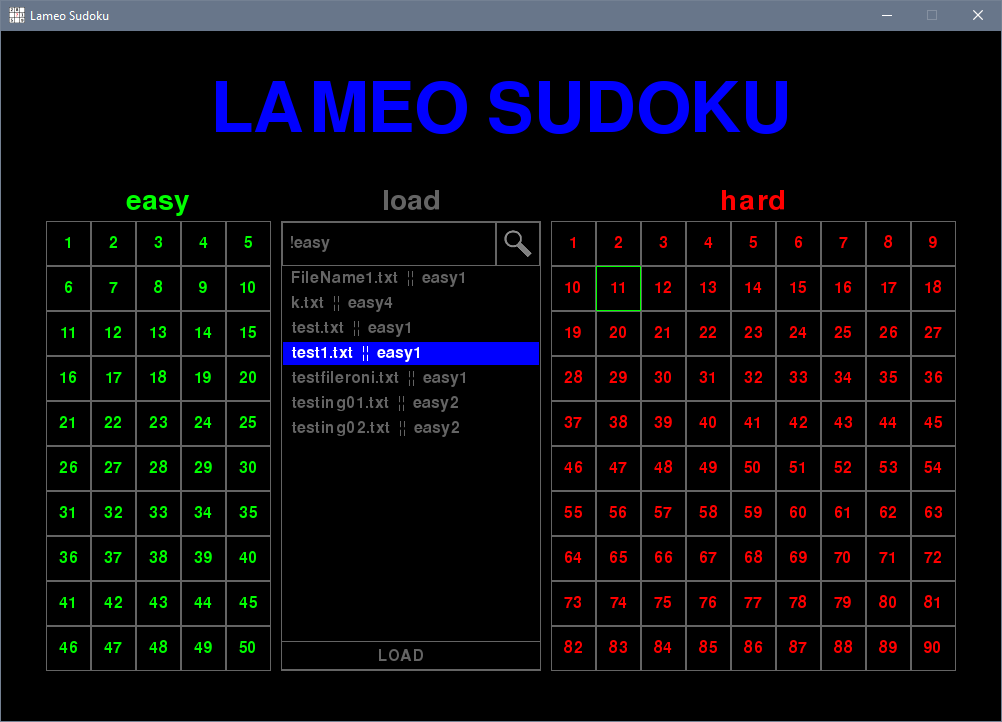 Lameo Sudoku
LAMEO SUDOKU
easy
1 2 3 4 5
6 7 8 9 10
11 12 13 14 15
16 17 18 19 20
21 22 23 24 25
26 27 28 29 30
31 32 33 34 35
36 37 38 39 40
41 42 43 44 45
46 47 48 49 50
load
!easy
FileName1.txt ¦¦ easy1
k.txt ¦¦ easy4
test.txt ¦¦ easy1
test1.txt ¦¦ easy1
testfileroni.txt ¦¦ easy1
testing01.txt ¦¦ easy2
testing02.txt ¦¦ easy2
LOAD
hard
1 2 3 4 5 6 7 8 9
10 11 12 13 14 15 16 17 18
19 20 21 22 23 24 25 26 27
28 29 30 31 32 33 34 35 36
37 38 39 40 41 42 43 44 45
46 47 48 49 50 51 52 53 54
55 56 57 58 59 60 61 62 63
64 65 66 67 68 69 70 71 72
73 74 75 76 77 78 79 80 81
82 83 84 85 86 87 88 89 90